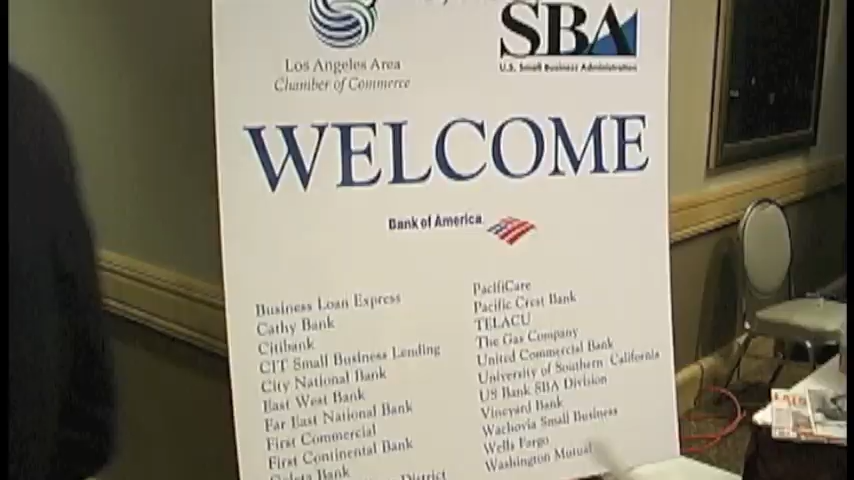 Los Angeles Area
Chamber of Commerce
SBA
U.S. Small Business Administration
WELCOME
Bank of America
Business Loan Express
Cathy Bank
Citibank
CIT Small Business Lending
City National Bank
East West Bank
Far East National Bank
First Commercial
First Continental Bank
Goleta Bank
District
PacifiCare
Pacific Crest Bank
TELACU
The Gas Company
United Commercial Bank
University of Southern California
US Bank SBA Division
Vineyard Bank
Wachovia Small Business
Wells Fargo
Washington Mutual